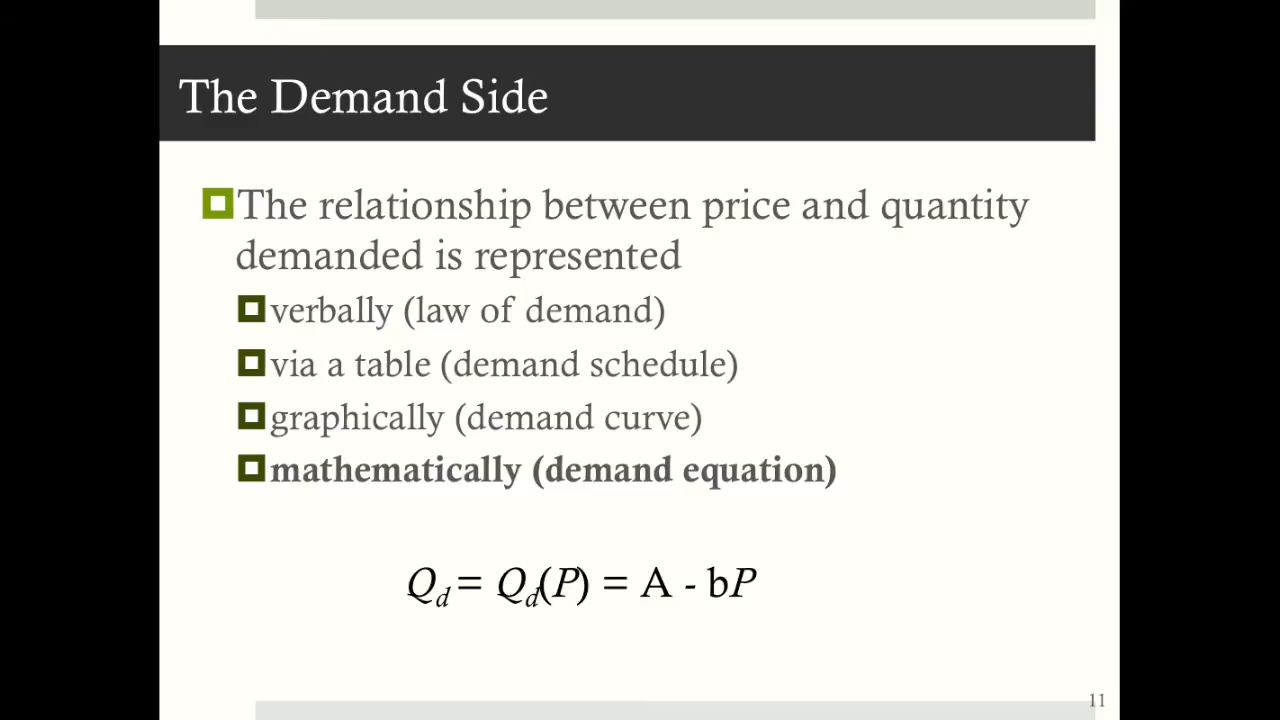 The Demand Side
The relationship between price and quantity
demanded is represented
verbally (law of demand)
via a table (demand schedule)
graphically (demand curve)
mathematically (demand equation)
Qd = Qd(P) = A - bP
11